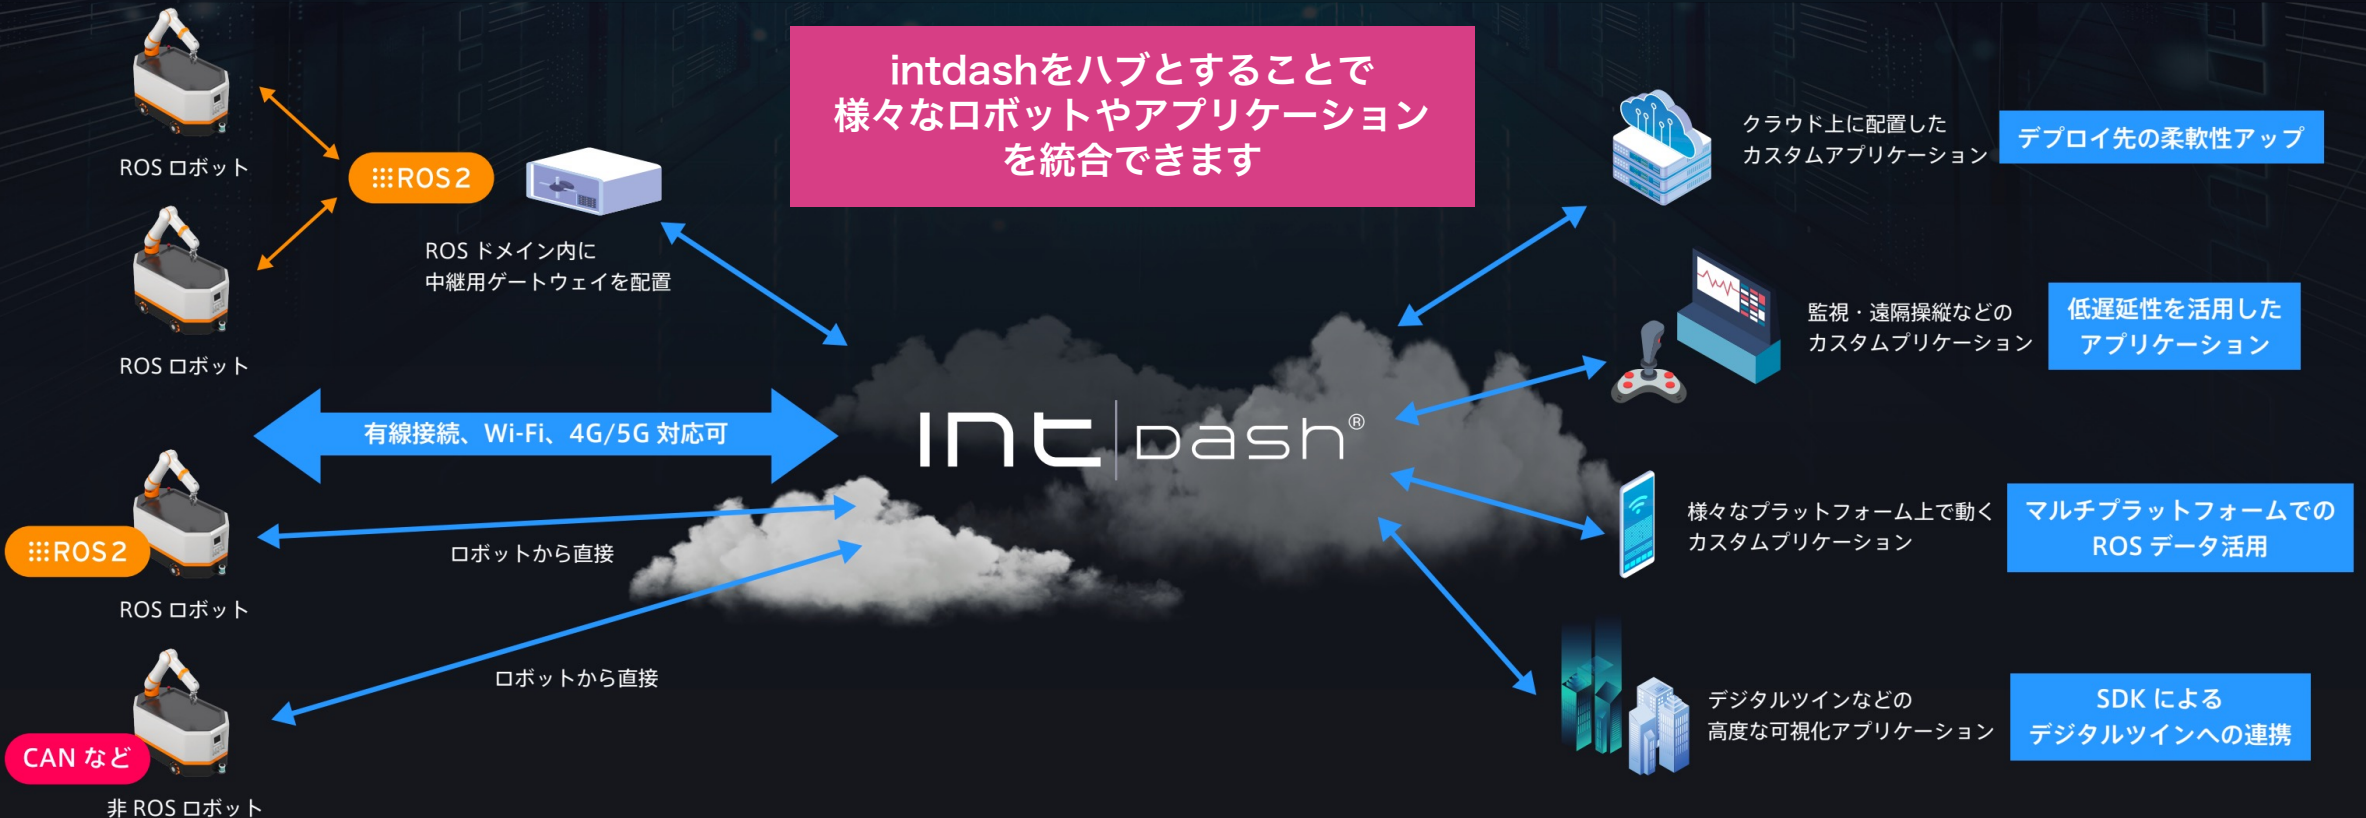 intdashをハブとすることで
様々なロボットやアプリケーション
を統合できます
ROS ロボット
ROS2
ROS ドメイン内に
中継用ゲートウェイを配置
ROS ロボット
有線接続、Wi-Fi、4G/5G 対応可
ROS2
ROS ロボット
ロボットから直接
CAN など
非 ROS ロボット
ロボットから直接
Int|Dash®
クラウド上に配置した
カスタムアプリケーション
デプロイ先の柔軟性アップ
監視・遠隔操縦などの
カスタムプリケーション
低遅延性を活用した
アプリケーション
様々なプラットフォーム上で動く
カスタムプリケーション
マルチプラットフォームでの
ROS データ活用
デジタルツインなどの
高度な可視化アプリケーション
SDK による
デジタルツインへの連携